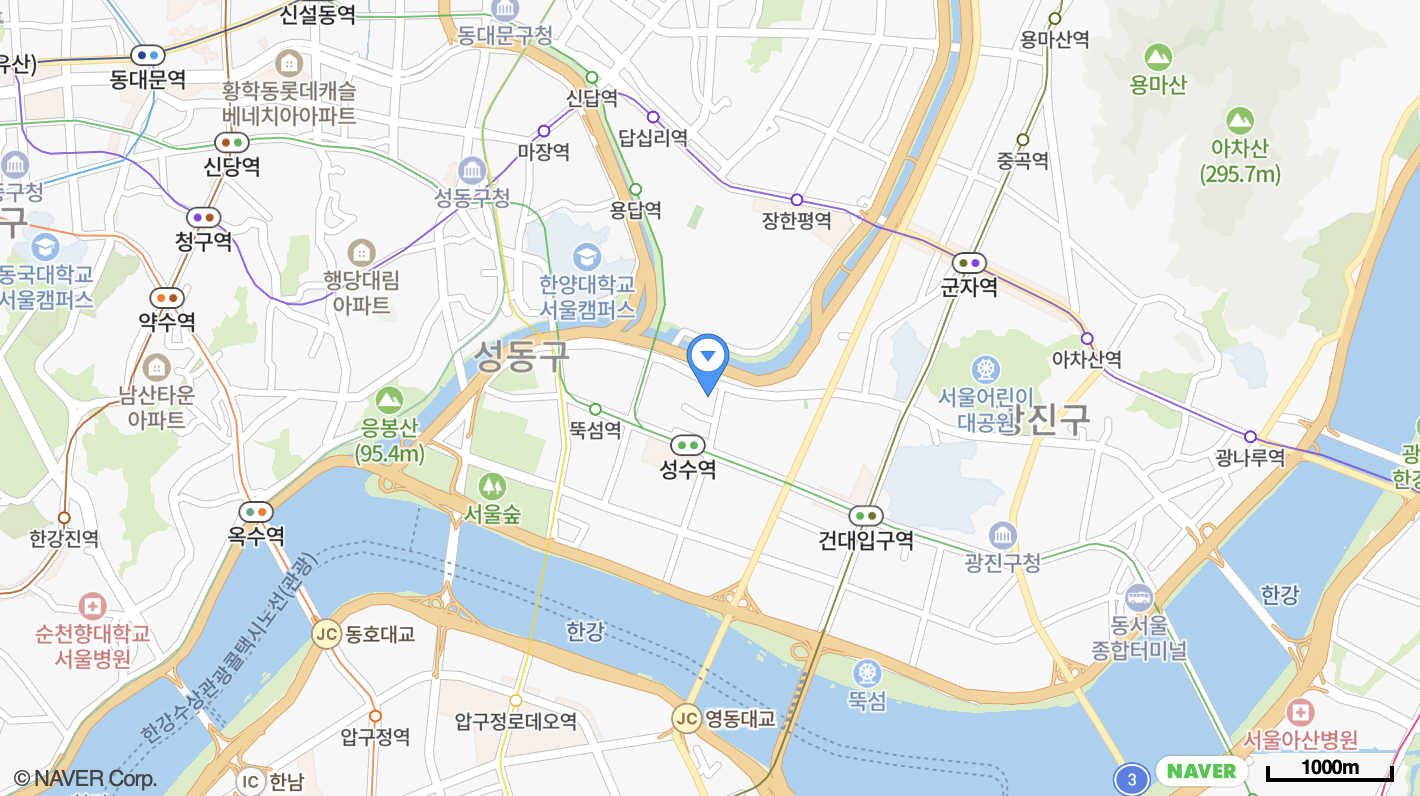 신설동역
동대문구청
용마산역
유산)
동대문역
황학동롯데캐슬
베네치아아파트
신답역
용마산
답십리역
마장역
중곡역
아차산
(295.7m)
신당역
중구청
성동구청
용답역
장한평역
구
청구역
동국대학교
서울캠퍼스
행당대림
아파트
한양대학교
서울캠퍼스
군자역
약수역
성동구
아차산역
남산타운
아파트
서울어린이
대공원
광진구
응봉산
(95.4m)
뚝섬역
성수역
광나루역
광
한강
서울숲
옥수역
한강진역
건대입구역
광진구청
한강수상관광콜택시노선(관광)
순천향대학교
서울병원
JC 동호대교
한강
한강
동서울
종합터미널
뚝섬
압구정역
압구정로데오역
JC 영동대교
서울아산병원
© NAVER Corp.
IC 한남
3
NAVER
1000m